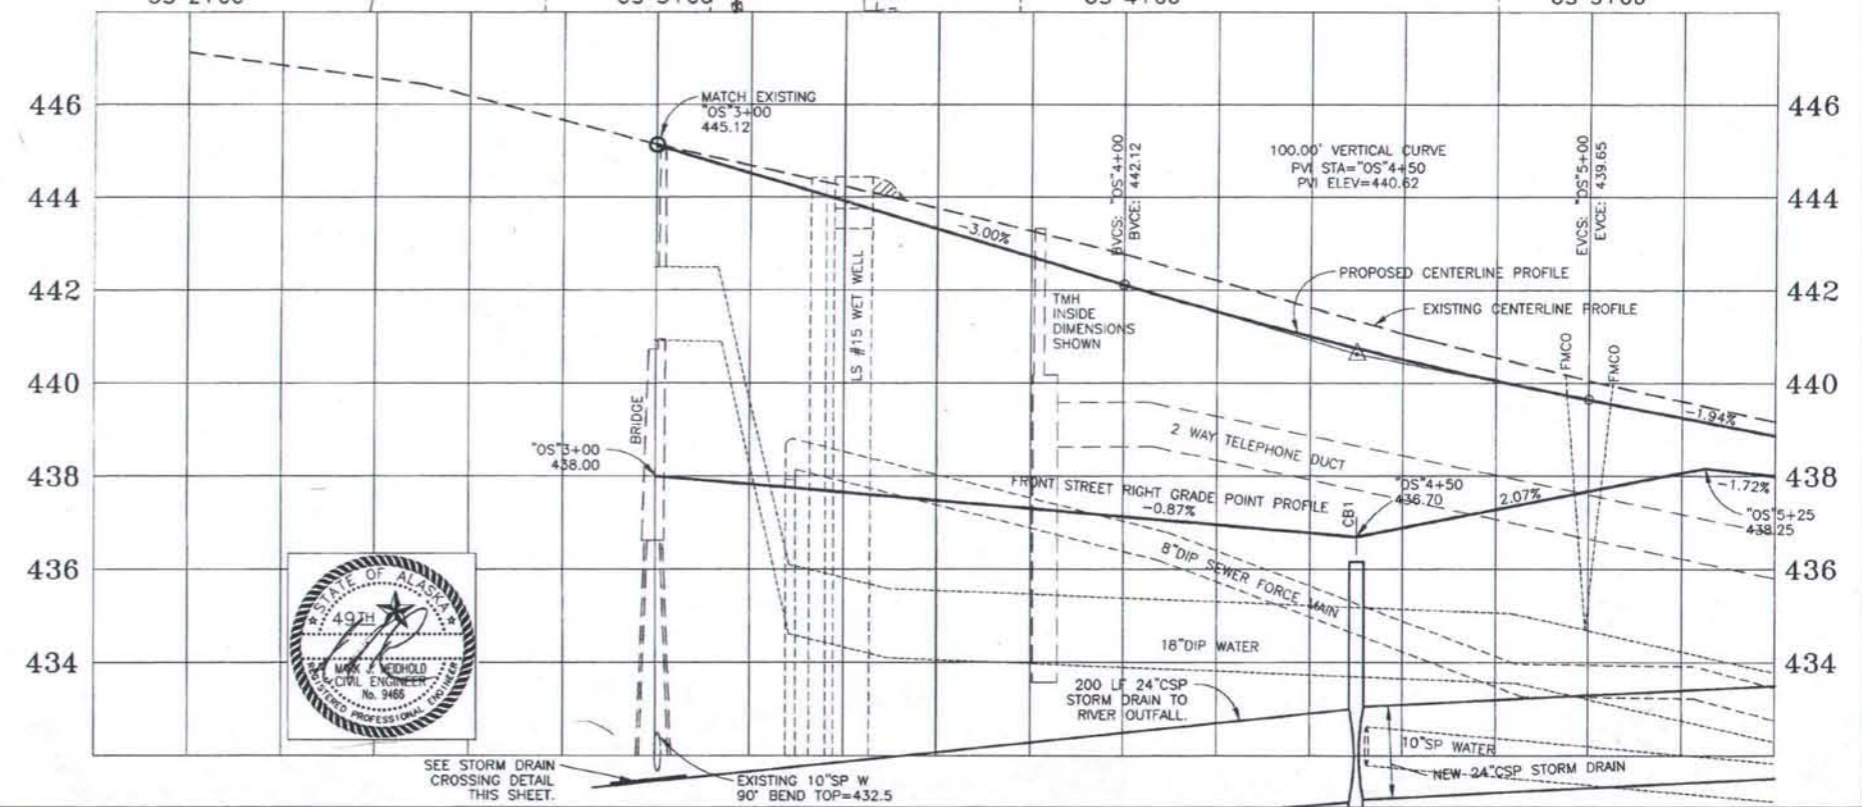 446
444
442
440
438
436
434
MATCH EXISTING
"OS"3+00
445.12
BVCS: "OS"4+00
BVCE: 442.12
100.00' VERTICAL CURVE
PVI STA="OS"4+50
PVI ELEV=440.62
EVCS: "OS"5+00
EVCE: 439.65
446
444
442
440
438
436
434
-3.00%
PROPOSED CENTERLINE PROFILE
EXISTING CENTERLINE PROFILE
LS #15 WET WELL
TMH
INSIDE
DIMENSIONS
SHOWN
FMCO
FMCO
-1.94%
BRIDGE
"OS"3+00
438.00
2 WAY TELEPHONE DUCT
FRONT STREET RIGHT GRADE POINT PROFILE
-0.87%
CB1
"OS"4+50
436.70
2.07%
-1.72%
"OS"5+25
438.25
8"DIP SEWER FORCE MAIN
18"DIP WATER
200 LF 24"CSP
STORM DRAIN TO
RIVER OUTFALL.
10"SP WATER
NEW 24"CSP STORM DRAIN
STATE OF ALASKA
49TH
CIVIL ENGINEER
No. 9466
REGISTERED PROFESSIONAL ENGINEER
SEE STORM DRAIN
CROSSING DETAIL
THIS SHEET.
EXISTING 10"SP W
90° BEND TOP=432.5